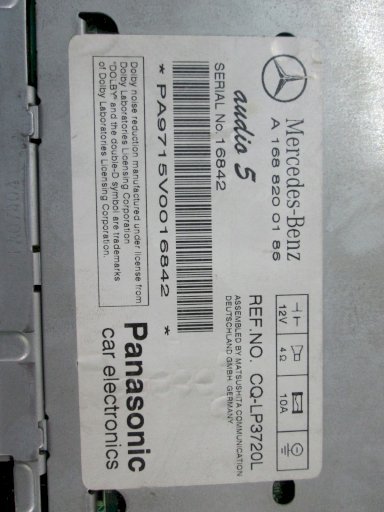 Mercedes-Benz
A 168 820 01 86
audio 5
SERIAL No. 16842
* PA9715V0016842 *
Dolby noise reduction manufactured under license from
Dolby Laboratories Licensing Corporation
"DOLBY" and the double-D symbol are trademarks
of Dolby Laboratories Licensing Corporation.
12V
4Ω
10A
REF.NO. CQ-LP3720L
ASSEMBLED BY MATSUSHITA COMMUNICATION
DEUTSCHLAND GMBH. GERMANY.
Panasonic
car electronics